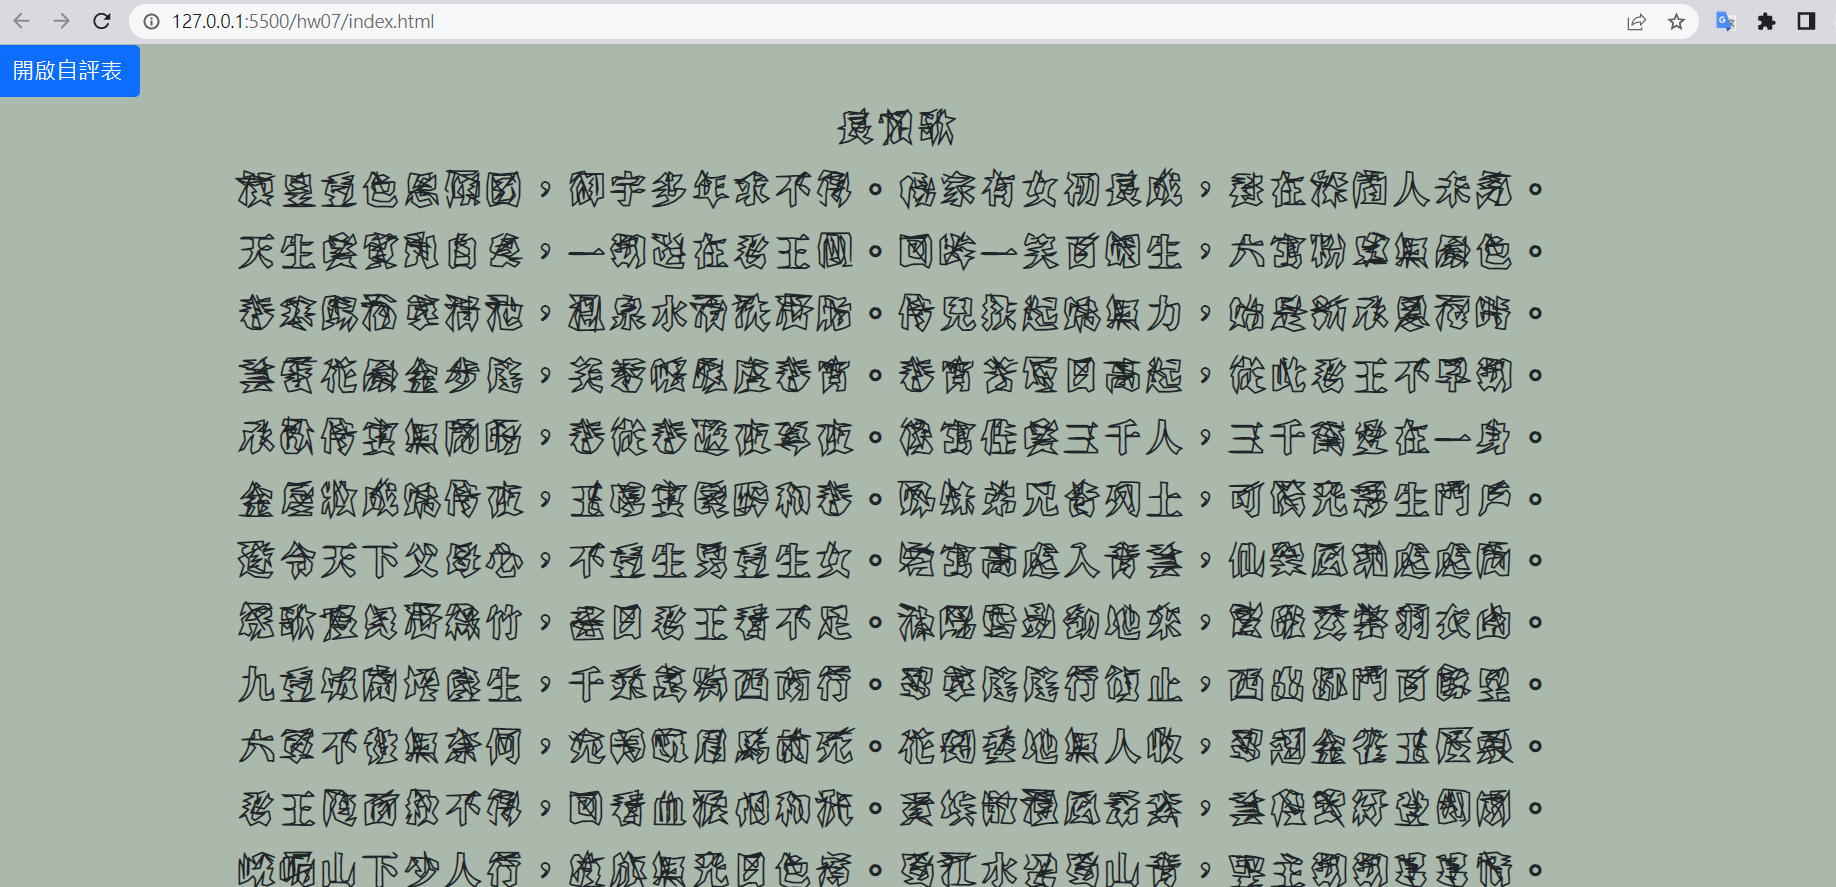 127.0.0.1:5500/hw07/index.html
開啟自評表
長恨歌
漢皇重色思傾國，御宇多年求不得。楊家有女初長成，養在深閨人未識。
天生麗質難自棄，一朝選在君王側。回眸一笑百媚生，六宮粉黛無顏色。
春寒賜浴華清池，溫泉水滑洗凝脂。侍兒扶起嬌無力，始是新承恩澤時。
雲鬢花顏金步搖，芙蓉帳暖度春宵。春宵苦短日高起，從此君王不早朝。
承歡侍宴無閒暇，春從春遊夜專夜。後宮佳麗三千人，三千寵愛在一身。
金屋妝成嬌侍夜，玉樓宴罷醉和春。姊妹弟兄皆列土，可憐光彩生門戶。
遂令天下父母心，不重生男重生女。驪宮高處入青雲，仙樂風飄處處聞。
緩歌慢舞凝絲竹，盡日君王看不足。漁陽鼙鼓動地來，驚破霓裳羽衣曲。
九重城闕煙塵生，千乘萬騎西南行。翠華搖搖行復止，西出都門百餘里。
六軍不發無奈何，宛轉蛾眉馬前死。花鈿委地無人收，翠翹金雀玉搔頭。
君王掩面救不得，回看血淚相和流。黃埃散漫風蕭索，雲棧縈紆登劍閣。
峨嵋山下少人行，旌旗無光日色薄。蜀江水碧蜀山青，聖主朝朝暮暮情。